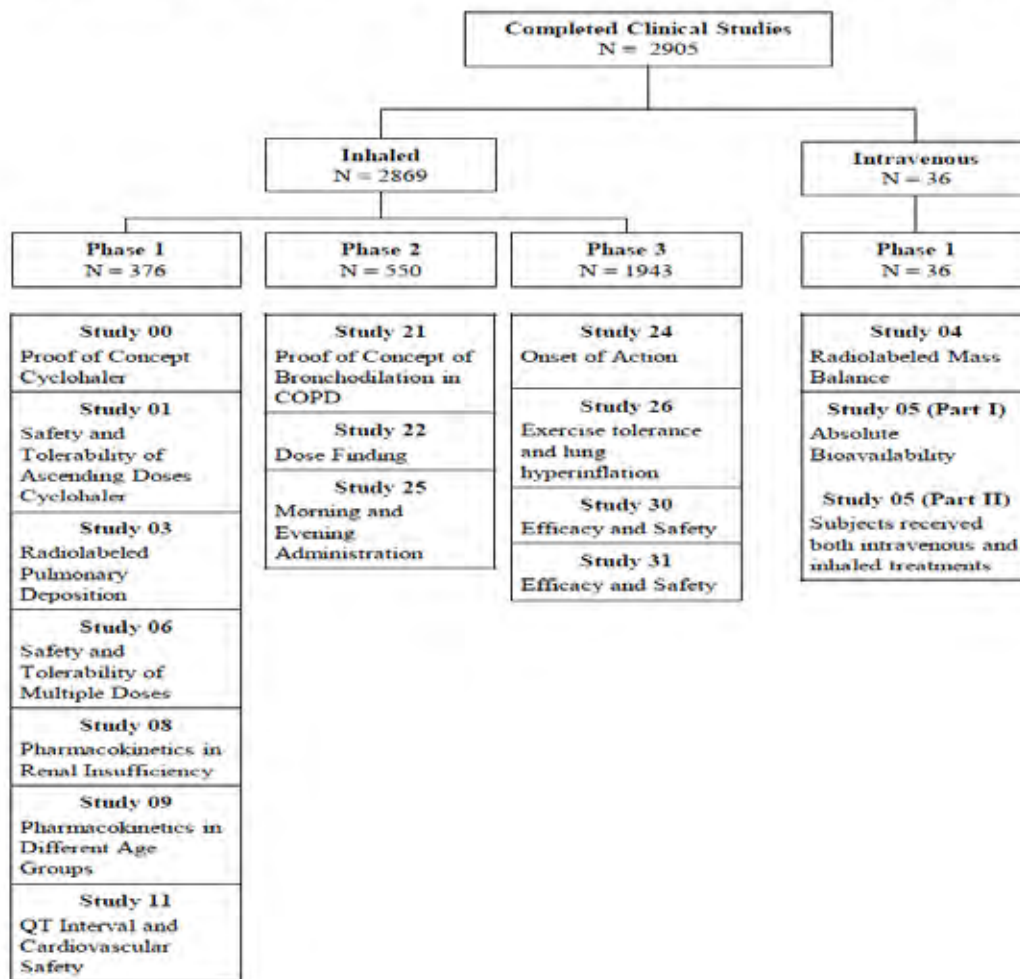 Completed Clinical Studies
N = 2905
Inhaled
N = 2869
Intravenous
N = 36
Phase 1
N = 376
Phase 2
N = 550
Phase 3
N = 1943
Phase 1
N = 36
Study 00
Proof of Concept
Cyclohaler
Study 01
Safety and
Tolerability of
Ascending Doses
Cyclohaler
Study 03
Radiolabeled
Pulmonary
Deposition
Study 06
Safety and
Tolerability of
Multiple Doses
Study 08
Pharmacokinetics in
Renal Insufficiency
Study 09
Pharmacokinetics in
Different Age
Groups
Study 11
QT Interval and
Cardiovascular
Safety
Study 21
Proof of Concept of
Bronchodilation in
COPD
Study 22
Dose Finding
Study 25
Morning and
Evening
Administration
Study 24
Onset of Action
Study 26
Exercise tolerance
and lung
hyperinflation
Study 30
Efficacy and Safety
Study 31
Efficacy and Safety
Study 04
Radiolabeled Mass
Balance
Study 05 (Part I)
Absolute
Bioavailability
Study 05 (Part II)
Subjects received
both intravenous and
inhaled treatments